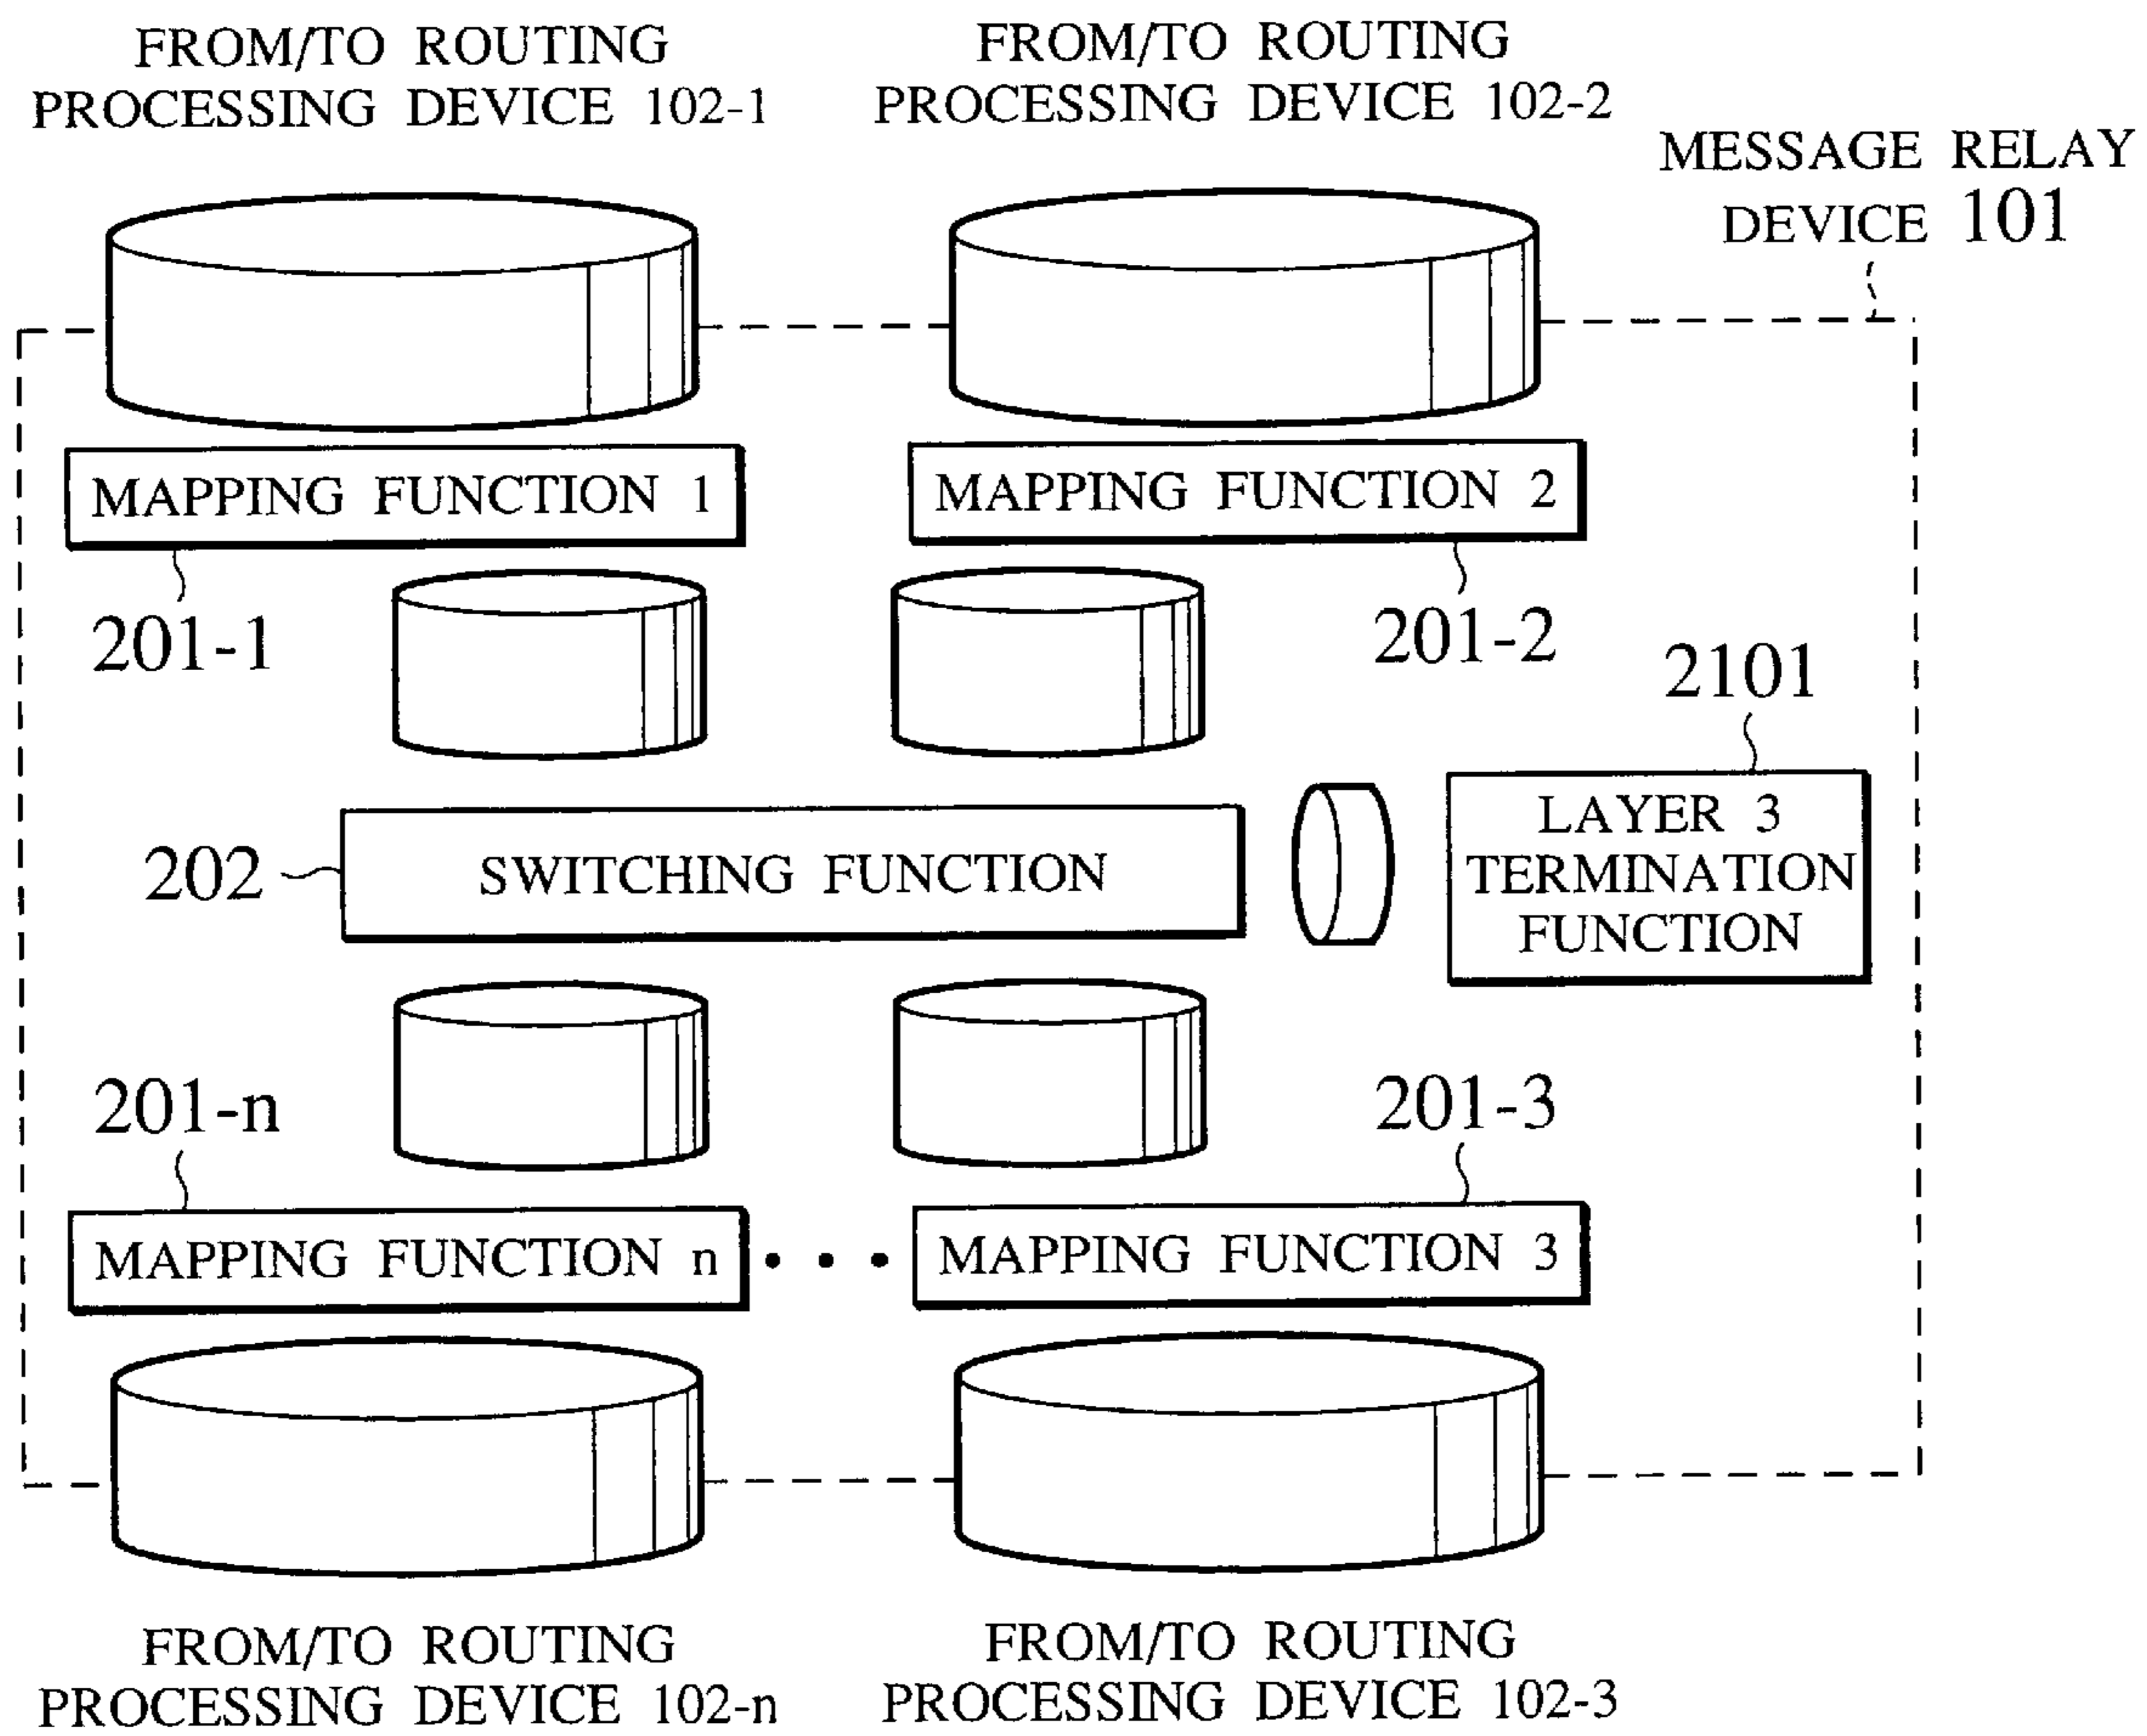 FROM/TO ROUTING
PROCESSING DEVICE 102-1
FROM/TO ROUTING
PROCESSING DEVICE 102-2
MESSAGE RELAY
DEVICE 101
MAPPING FUNCTION 1
MAPPING FUNCTION 2
201-1
201-2
2101
202
SWITCHING FUNCTION
LAYER 3
TERMINATION
FUNCTION
201-n
201-3
MAPPING FUNCTION n
• • •
MAPPING FUNCTION 3
FROM/TO ROUTING
PROCESSING DEVICE 102-n
FROM/TO ROUTING
PROCESSING DEVICE 102-3